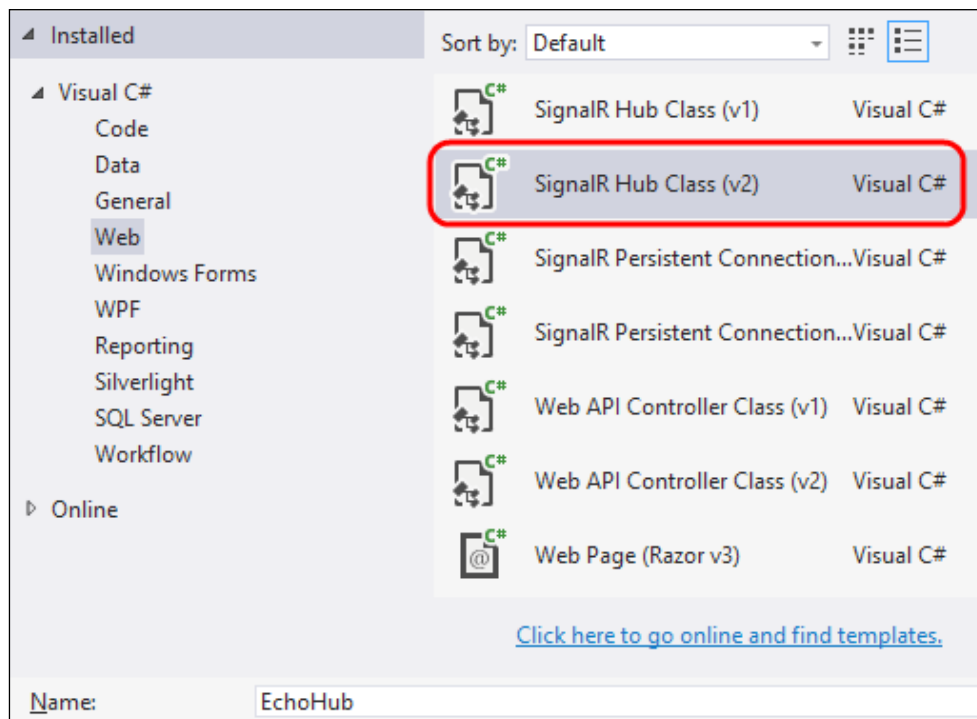 Installed
Sort by: Default
Visual C#
Code
Data
General
Web
Windows Forms
WPF
Reporting
Silverlight
SQL Server
Workflow
Online
C# SignalR Hub Class (v1) Visual C#
C# SignalR Hub Class (v2) Visual C#
C# SignalR Persistent Connection...Visual C#
C# SignalR Persistent Connection...Visual C#
C# Web API Controller Class (v1) Visual C#
C# Web API Controller Class (v2) Visual C#
C# @ Web Page (Razor v3) Visual C#
Click here to go online and find templates.
Name: EchoHub